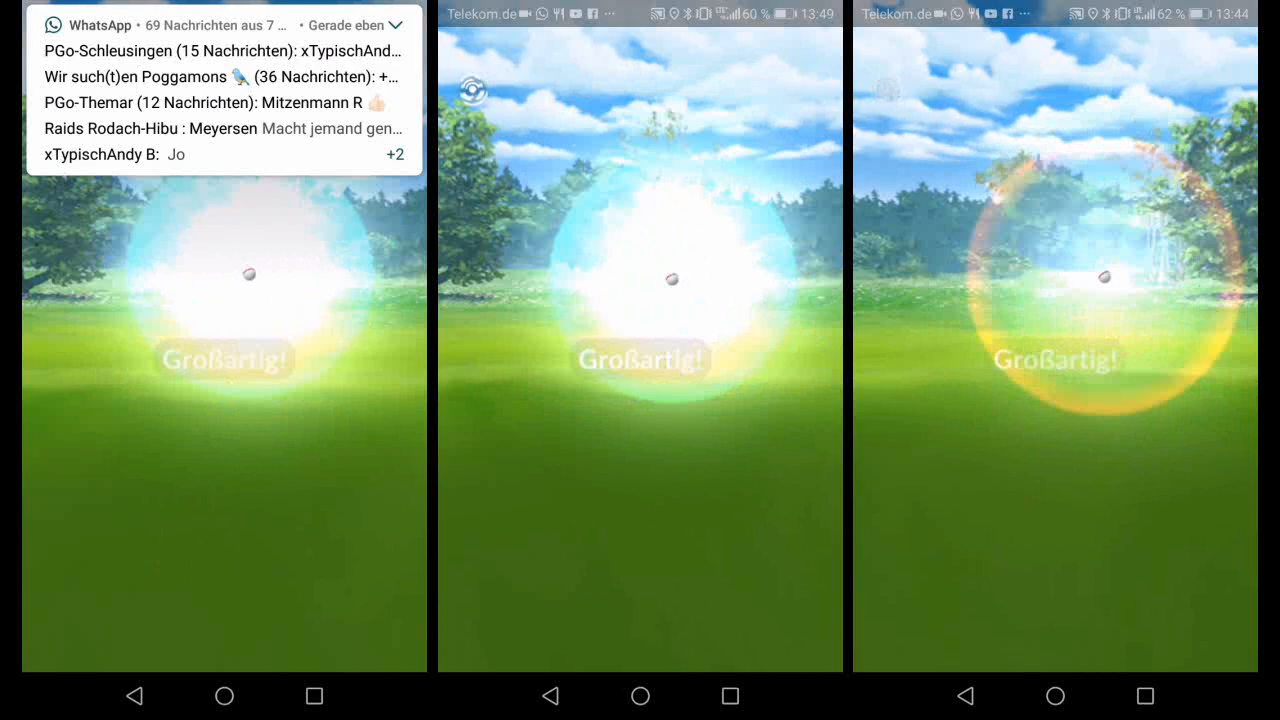 WhatsApp • 69 Nachrichten aus 7 ... • Gerade eben
PGo-Schleusingen (15 Nachrichten): xTypischAnd...
Wir such(t)en Poggamons 🐦 (36 Nachrichten): +...
PGo-Themar (12 Nachrichten): Mitzenmann R 👍🏻
Raids Rodach-Hibu : Meyersen Macht jemand gen...
xTypischAndy B: Jo +2
Großartig!
Telekom.de ... 60 % 13:49
Großartig!
Telekom.de ... 62 % 13:44
Großartig!